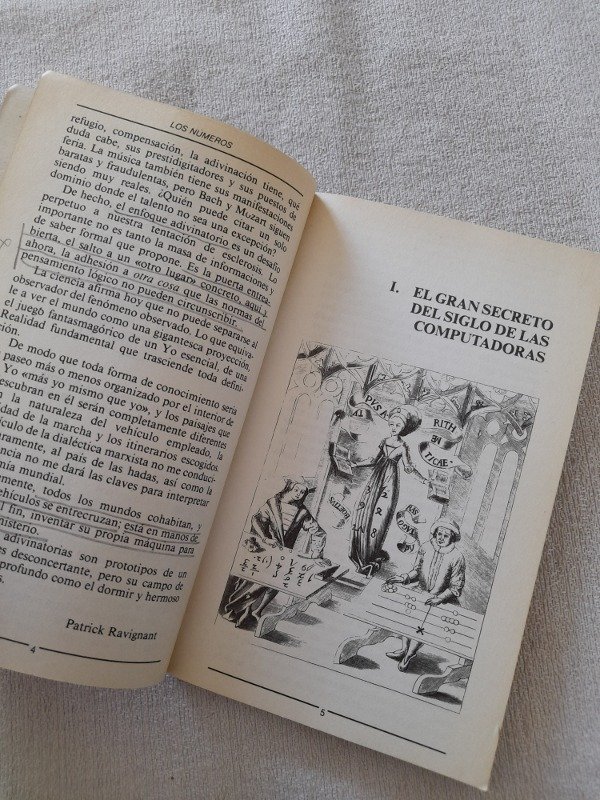 LOS NUMEROS
refugio, compensación, la adivinación tiene, qué
duda cabe, sus prestidigitadores y sus puestos de
feria. La música también tiene sus manifestaciones
baratas y fraudulentas, pero Bach y Mozart siguen
siendo muy reales. ¿Quién puede citar un solo
dominio donde el talento no sea una excepción?
De hecho, el enfoque adivinatorio es un desafío
perpetuo a nuestra tentación de esclerosis. Lo
importante no es tanto la masa de informaciones y
de saber formal que propone. Es la puerta entrea-
bierta, el salto a un «otro lugar» concreto, aquí y
ahora, la adhesión a otra cosa que las normas del
pensamiento lógico no pueden circunscribir.
La ciencia afirma hoy que no puede separarse al
observador del fenómeno observado. Lo que equiva-
le a ver el mundo como una gigantesca proyección,
el juego fantasmagórico de un Yo esencial, de una
Realidad fundamental que trasciende toda defini-
ción.
De modo que toda forma de conocimiento sería
paseo más o menos organizado por el interior de
Yo «más yo mismo que yo», y los paisajes que
descubran en él serán completamente diferentes
n la naturaleza del vehículo empleado, la
idad de la marcha y los itinerarios escogidos.
ículo de la dialéctica marxista no me conduci-
uramente, al país de las hadas, así como la
encia no me dará las claves para interpretar
mía mundial.
mente, todos los mundos cohabitan, y
vehículos se entrecruzan; está en manos de
l fin, inventar su propia máquina para
misterio.
adivinatorias son prototipos de un
es desconcertante, pero su campo de
profundo como el dormir y hermoso
s.
Patrick Ravignant
4
I. EL GRAN SECRETO
DEL SIGLO DE LAS
COMPUTADORAS
ARITH
TICAE
5